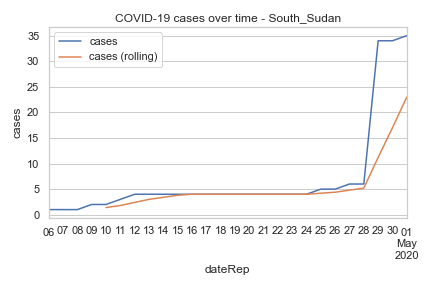 COVID-19 cases over time - South_Sudan
cases
cases (rolling)
35
30
25
20
15
10
5
0
cases
06 07 08 09 10 11 12 13 14 15 16 17 18 19 20 21 22 23 24 25 26 27 28 29 30 01
May
2020
dateRep